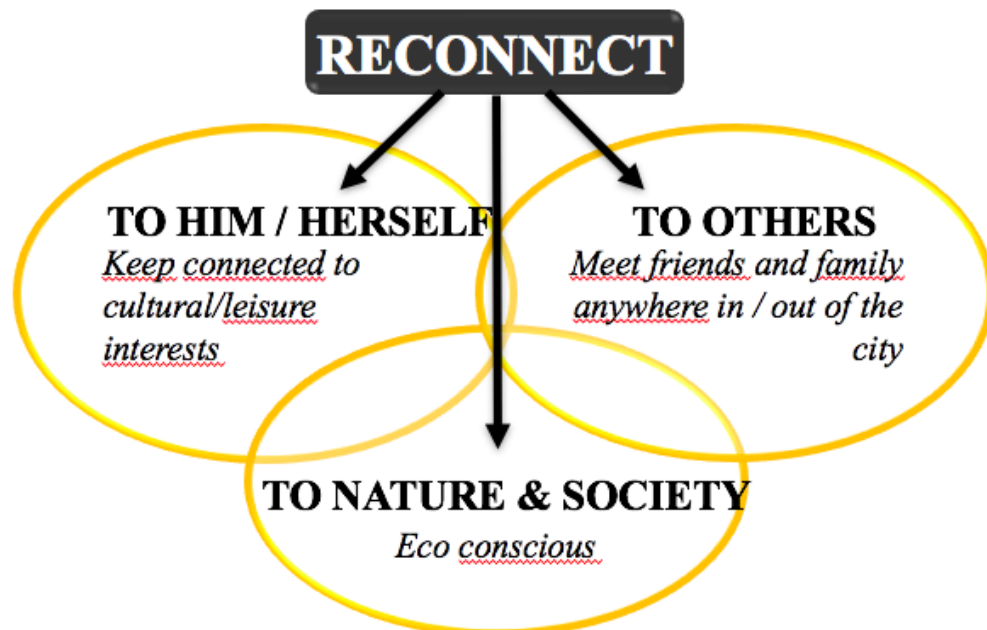 RECONNECT
TO HIM / HERSELF
Keep connected to
cultural/leisure
interests
TO OTHERS
Meet friends and family
anywhere in / out of the
city
TO NATURE & SOCIETY
Eco conscious